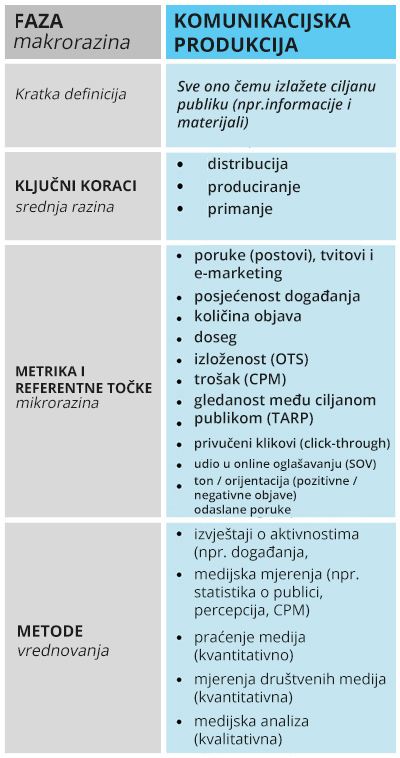 FAZA
makrorazina
KOMUNIKACIJSKA
PRODUKCIJA
Kratka definicija
Sve ono čemu izlažete ciljanu
publiku (npr.informacije i
materijali)
KLJUČNI KORACI
srednja razina
• distribucija
• produciranje
• primanje
METRIKA I
REFERENTNE TOČKE
mikrorazina
• poruke (postovi), tvitovi i
e-marketing
• posjećenost događanja
• količina objava
• doseg
• izloženost (OTS)
• trošak (CPM)
• gledanost među ciljanom
• publikom (TARP)
• privučeni klikovi (click-through)
• udio u online oglašavanju (SOV)
• ton / orijentacija (pozitivne /
negativne objave)
odaslane poruke
METODE
vrednovanja
• izvještaji o aktivnostima
(npr. događanja,
• medijska mjerenja (npr.
statistika o publici,
percepcija, CPM)
• praćenje medija
(kvantitativno)
• mjerenja društvenih medija
(kvantitativna)
• medijska analiza
(kvalitativna)